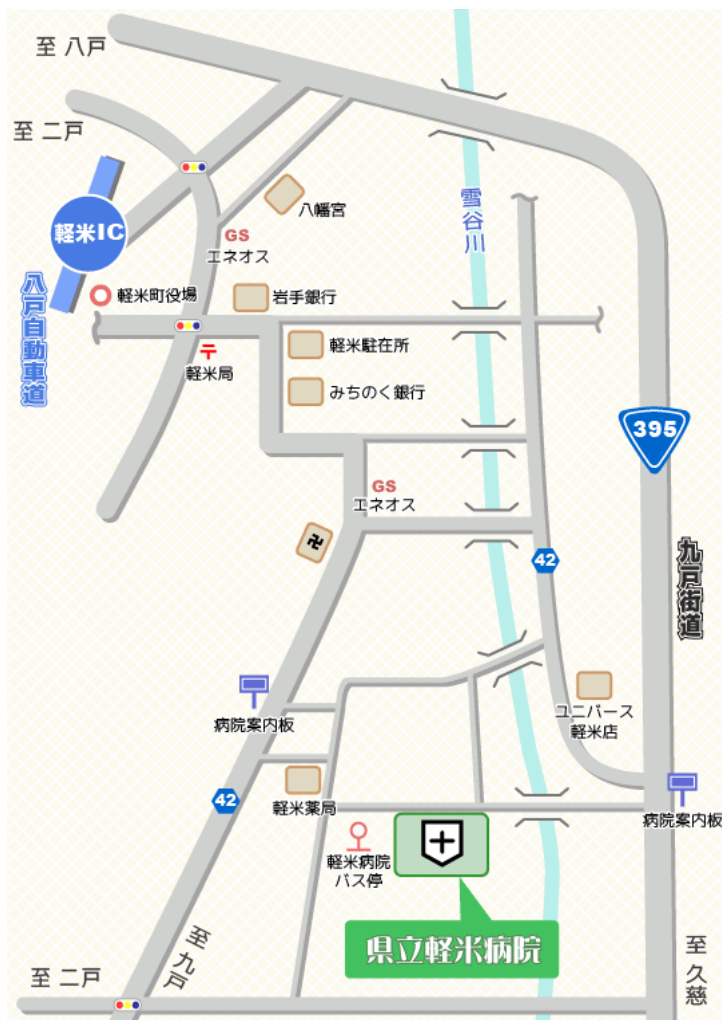 至 八戸
至 二戸
軽米IC
八戸自動車道
雪谷川
八幡宮
GS
エネオス
軽米町役場
岩手銀行
〒
軽米局
軽米駐在所
みちのく銀行
395
九戸街道
GS
エネオス
卍
42
病院案内板
ユニバース
軽米店
42
軽米薬局
病院案内板
軽米病院
バス停
県立軽米病院
至 九戸
至 二戸
至 久慈